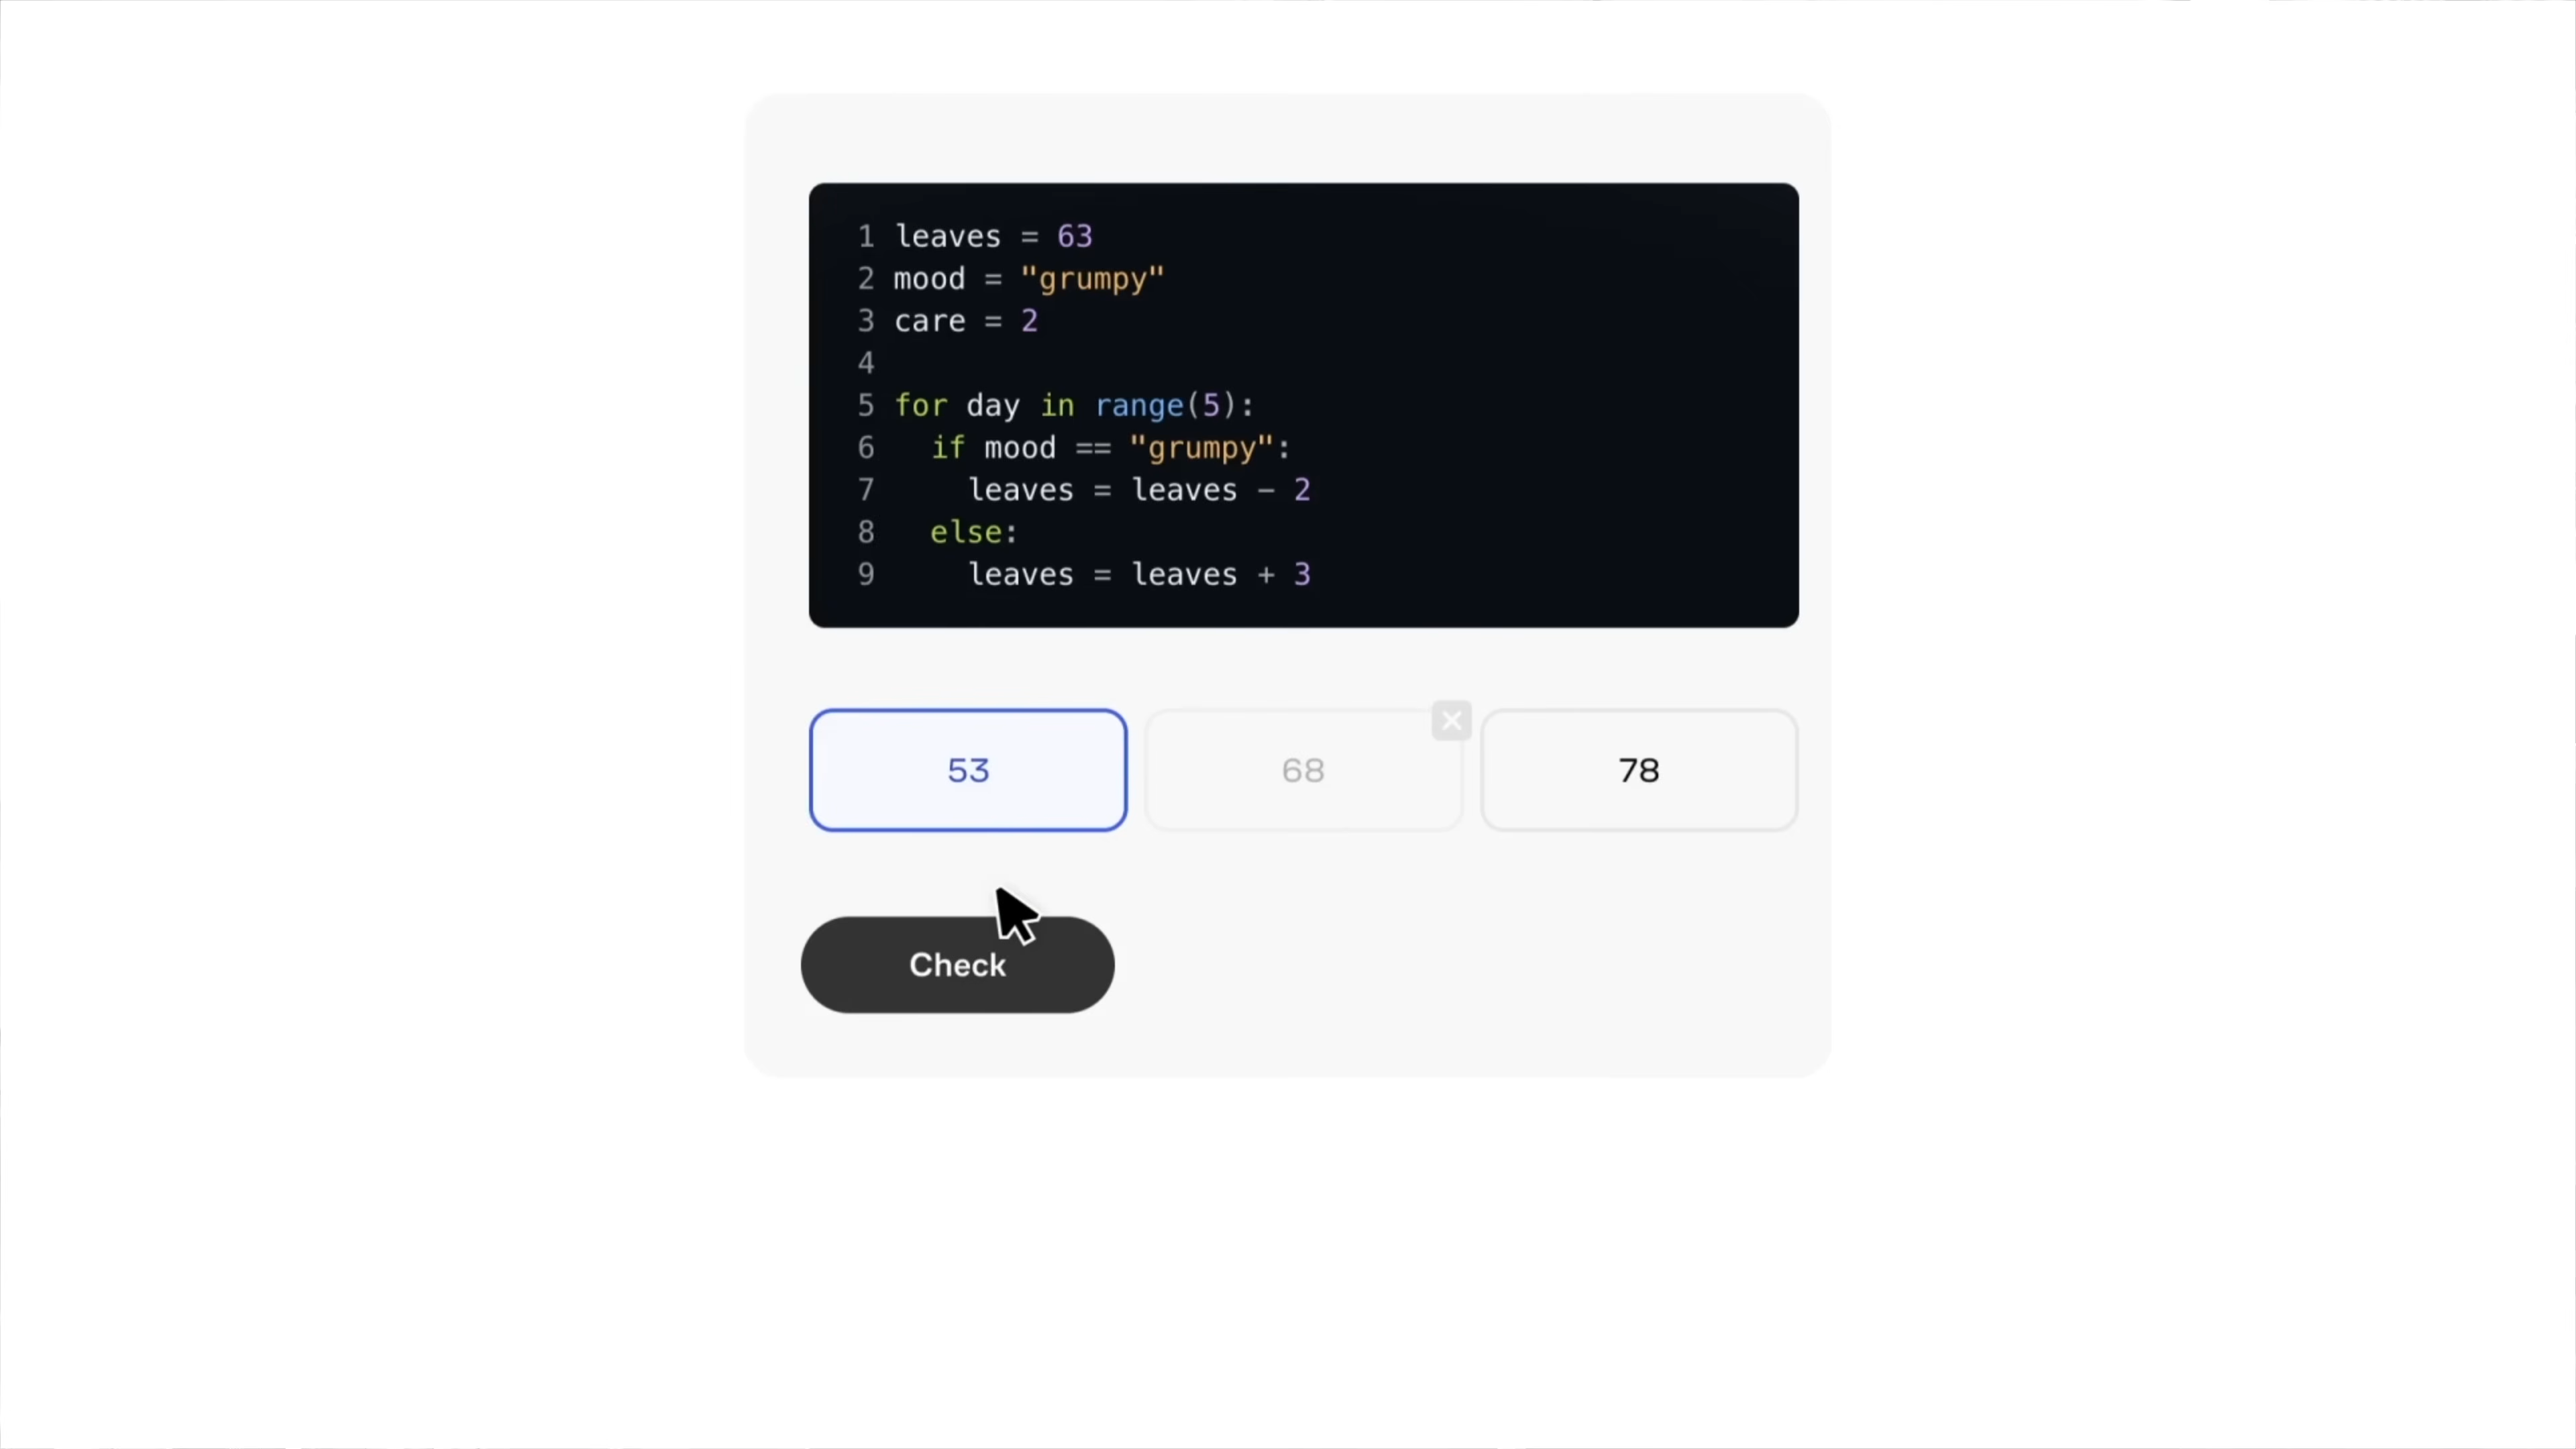 1 leaves = 63
2 mood = "grumpy"
3 care = 2
4
5 for day in range(5):
6   if mood == "grumpy":
7     leaves = leaves - 2
8   else:
9     leaves = leaves + 3
53
68
78
Check